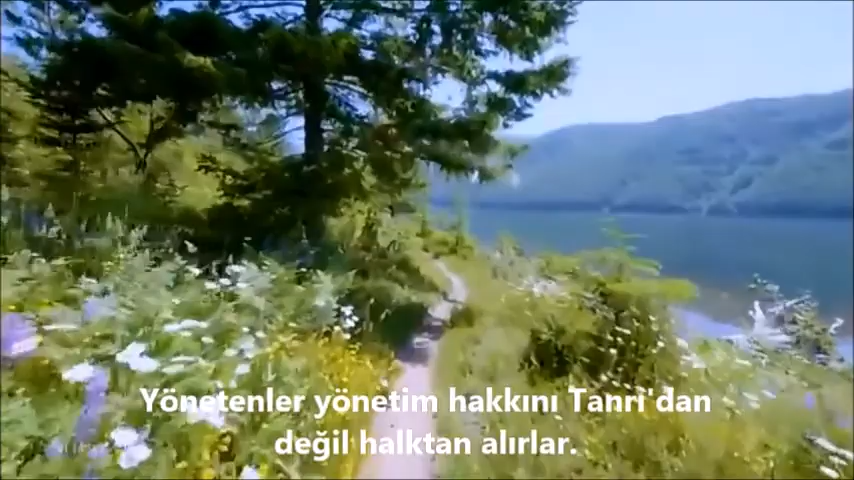 Yönetenler yönetim hakkını Tanrı'dan
değil halktan alırlar.